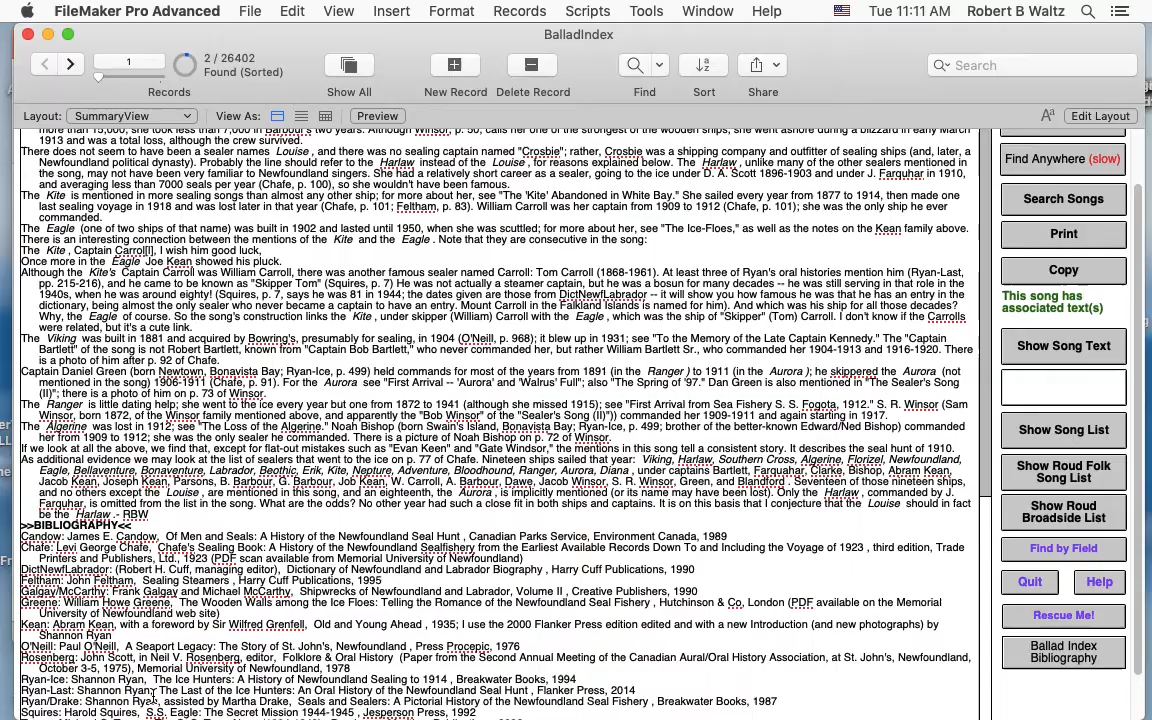 FileMaker Pro Advanced File Edit View Insert Format Records Scripts Tools Window Help Tue 11:11 AM Robert B Waltz
BalladIndex
1
2 / 26402
Found (Sorted)
Records Show All New Record Delete Record Find Sort Share
Search
Layout: SummaryView View As: Preview Aa Edit Layout
more than 15,000, she took less than 7,000 in Barbour's two years. Although Winsor, p. 50, calls her one of the strongest of the wooden ships, she went ashore during a blizzard in early March
1913 and was a total loss, although the crew survived.
There does not seem to have been a sealer names Louise, and there was no sealing captain named "Crosbie"; rather, Crosbie was a shipping company and outfitter of sealing ships (and, later, a
Newfoundland political dynasty). Probably the line should refer to the Harlaw instead of the Louise, for reasons explained below. The Harlaw, unlike many of the other sealers mentioned in
the song, may not have been very familiar to Newfoundland singers. She had a relatively short career as a sealer, going to the ice under D. A. Scott 1896-1903 and under J. Farquhar in 1910,
and averaging less than 7000 seals per year (Chafe, p. 100), so she wouldn't have been famous.
The Kite is mentioned in more sealing songs than almost any other ship; for more about her, see "The 'Kite' Abandoned in White Bay." She sailed every year from 1877 to 1914, then made one
last sealing voyage in 1918 and was lost later in that year (Chafe, p. 101; Feltham, p. 83). William Carroll was her captain from 1909 to 1912 (Chafe, p. 101); she was the only ship he ever
commanded.
The Eagle (one of two ships of that name) was built in 1902 and lasted until 1950, when she was scuttled; for more about her, see "The Ice-Floes," as well as the notes on the Kean family above.
There is an interesting connection between the mentions of the Kite and the Eagle. Note that they are consecutive in the song:
The Kite, Captain Carrol[l], I wish him good luck,
Once more in the Eagle Joe Kean showed his pluck.
Although the Kite's Captain Carroll was William Carroll, there was another famous sealer named Carroll: Tom Carroll (1868-1961). At least three of Ryan's oral histories mention him (Ryan-Last,
pp. 215-216), and he came to be known as "Skipper Tom" (Squires, p. 7) He was not actually a steamer captain, but was a bosun for many decades -- he was still serving in that role in the
1940s, when he was around eighty! (Squires, p. 7, says he was 81 in 1944; the dates given are those from DictNewfLabrador -- it will show you how famous he was that he has an entry in the
dictionary, being almost the only sealer who never became a captain to have an entry. Mount Carroll in the Falkland Islands is named for him). And which was his ship for all those decades?
Why, the Eagle of course. So the song's construction links the Kite, under skipper (William) Carroll with the Eagle, which was the ship of "Skipper" (Tom) Carroll. I don't know if the Carrolls
were related, but it's a cute link.
The Viking was built in 1881 and acquired by Bowring's, presumably for sealing, in 1904 (O'Neill, p. 968); it blew up in 1931; see "To the Memory of the Late Captain Kennedy." The "Captain
Bartlett" of the song is not Robert Bartlett, known from "Captain Bob Bartlett," who never commanded her, but rather William Bartlett Sr., who commanded her 1904-1913 and 1916-1920. There
is a photo of him after p. 92 of Chafe.
Captain Daniel Green (born Newtown, Bonavista Bay; Ryan-Ice, p. 499) held commands for most of the years from 1891 (in the Ranger) to 1911 (in the Aurora); he skippered the Aurora (not
mentioned in the song) 1906-1911 (Chafe, p. 91). For the Aurora see "First Arrival -- 'Aurora' and 'Walrus' Full"; also "The Spring of '97." Dan Green is also mentioned in "The Sealer's Song
(II)"; there is a photo of him on p. 73 of Winsor.
The Ranger is little dating help; she went to the ice every year but one from 1872 to 1941 (although she missed 1915); see "First Arrival from Sea Fishery S. S. Fogota, 1912." S. R. Winsor (Sam
Winsor, born 1872, of the Winsor family mentioned above, and apparently the "Bob Winsor" of the "Sealer's Song (II)")) commanded her 1909-1911 and again starting in 1917.
The Algerine was lost in 1912; see "The Loss of the Algerine." Noah Bishop (born Swain's Island, Bonavista Bay; Ryan-Ice, p. 499; brother of the better-known Edward/Ned Bishop) commanded
her from 1909 to 1912; she was the only sealer he commanded. There is a picture of Noah Bishop on p. 72 of Winsor.
If we look at all the above, we find that, except for flat-out mistakes such as "Evan Keen" and "Gate Windsor," the mentions in this song tell a consistent story. It describes the seal hunt of 1910.
As additional evidence we may look at the list of sealers that went to the ice on p. 77 of Chafe. Nineteen ships sailed that year: Viking, Harlaw, Southern Cross, Algerine, Florizel, Newfoundland,
Eagle, Bellaventure, Bonaventure, Labrador, Beothic, Erik, Kite, Neptune, Adventure, Bloodhound, Ranger, Aurora, Diana, under captains Bartlett, Farquahar, Clarke, Bishop, Abram Kean,
Jacob Kean, Joseph Kean, Parsons, B. Barbour, G. Barbour, Job Kean, W. Carroll, A. Barbour, Dawe, Jacob Winsor, S. R. Winsor, Green, and Blandford. Seventeen of those nineteen ships,
and no others except the Louise, are mentioned in this song, and an eighteenth, the Aurora, is implicitly mentioned (or its name may have been lost). Only the Harlaw, commanded by J.
Farquhar, is omitted from the list in the song. What are the odds? No other year had such a close fit in both ships and captains. It is on this basis that I conjecture that the Louise should in fact
be the Harlaw.- RBW
>>BIBLIOGRAPHY<<
Candow: James E. Candow, Of Men and Seals: A History of the Newfoundland Seal Hunt, Canadian Parks Service, Environment Canada, 1989
Chafe: Levi George Chafe, Chafe's Sealing Book: A History of the Newfoundland Sealfishery from the Earliest Available Records Down To and Including the Voyage of 1923, third edition, Trade
Printers and Publishers, Ltd., 1923 (PDF scan available from Memorial University of Newfoundland)
DictNewfLabrador: (Robert H. Cuff, managing editor), Dictionary of Newfoundland and Labrador Biography, Harry Cuff Publications, 1990
Feltham: John Feltham, Sealing Steamers, Harry Cuff Publications, 1995
Galgay/McCarthy: Frank Galgay and Michael McCarthy, Shipwrecks of Newfoundland and Labrador, Volume II, Creative Publishers, 1990
Greene: William Howe Greene, The Wooden Walls among the Ice Floes: Telling the Romance of the Newfoundland Seal Fishery, Hutchinson & Co, London (PDF available on the Memorial
University of Newfoundland web site)
Kean: Abram Kean, with a foreword by Sir Wilfred Grenfell, Old and Young Ahead, 1935; I use the 2000 Flanker Press edition edited and with a new Introduction (and new photographs) by
Shannon Ryan
O'Neill: Paul O'Neill, A Seaport Legacy: The Story of St. John's, Newfoundland, Press Procepic, 1976
Rosenberg: John Scott, in Neil V. Rosenberg, editor, Folklore & Oral History (Paper from the Second Annual Meeting of the Canadian Aural/Oral History Association, at St. John's, Newfoundland,
October 3-5, 1975), Memorial University of Newfoundland, 1978
Ryan-Ice: Shannon Ryan, The Ice Hunters: A History of Newfoundland Sealing to 1914, Breakwater Books, 1994
Ryan-Last: Shannon Ryan, The Last of the Ice Hunters: An Oral History of the Newfoundland Seal Hunt, Flanker Press, 2014
Ryan/Drake: Shannon Ryan, assisted by Martha Drake, Seals and Sealers: A Pictorial History of the Newfoundland Seal Fishery, Breakwater Books, 1987
Squires: Harold Squires, S.S. Eagle: The Secret Mission 1944-1945, Jesperson Press, 1992
Find Anywhere (slow)
Search Songs
Print
Copy
This song has
associated text(s)
Show Song Text
Show Song List
Show Roud Folk
Song List
Show Roud
Broadside List
Find by Field
Quit Help
Rescue Me!
Ballad Index
Bibliography